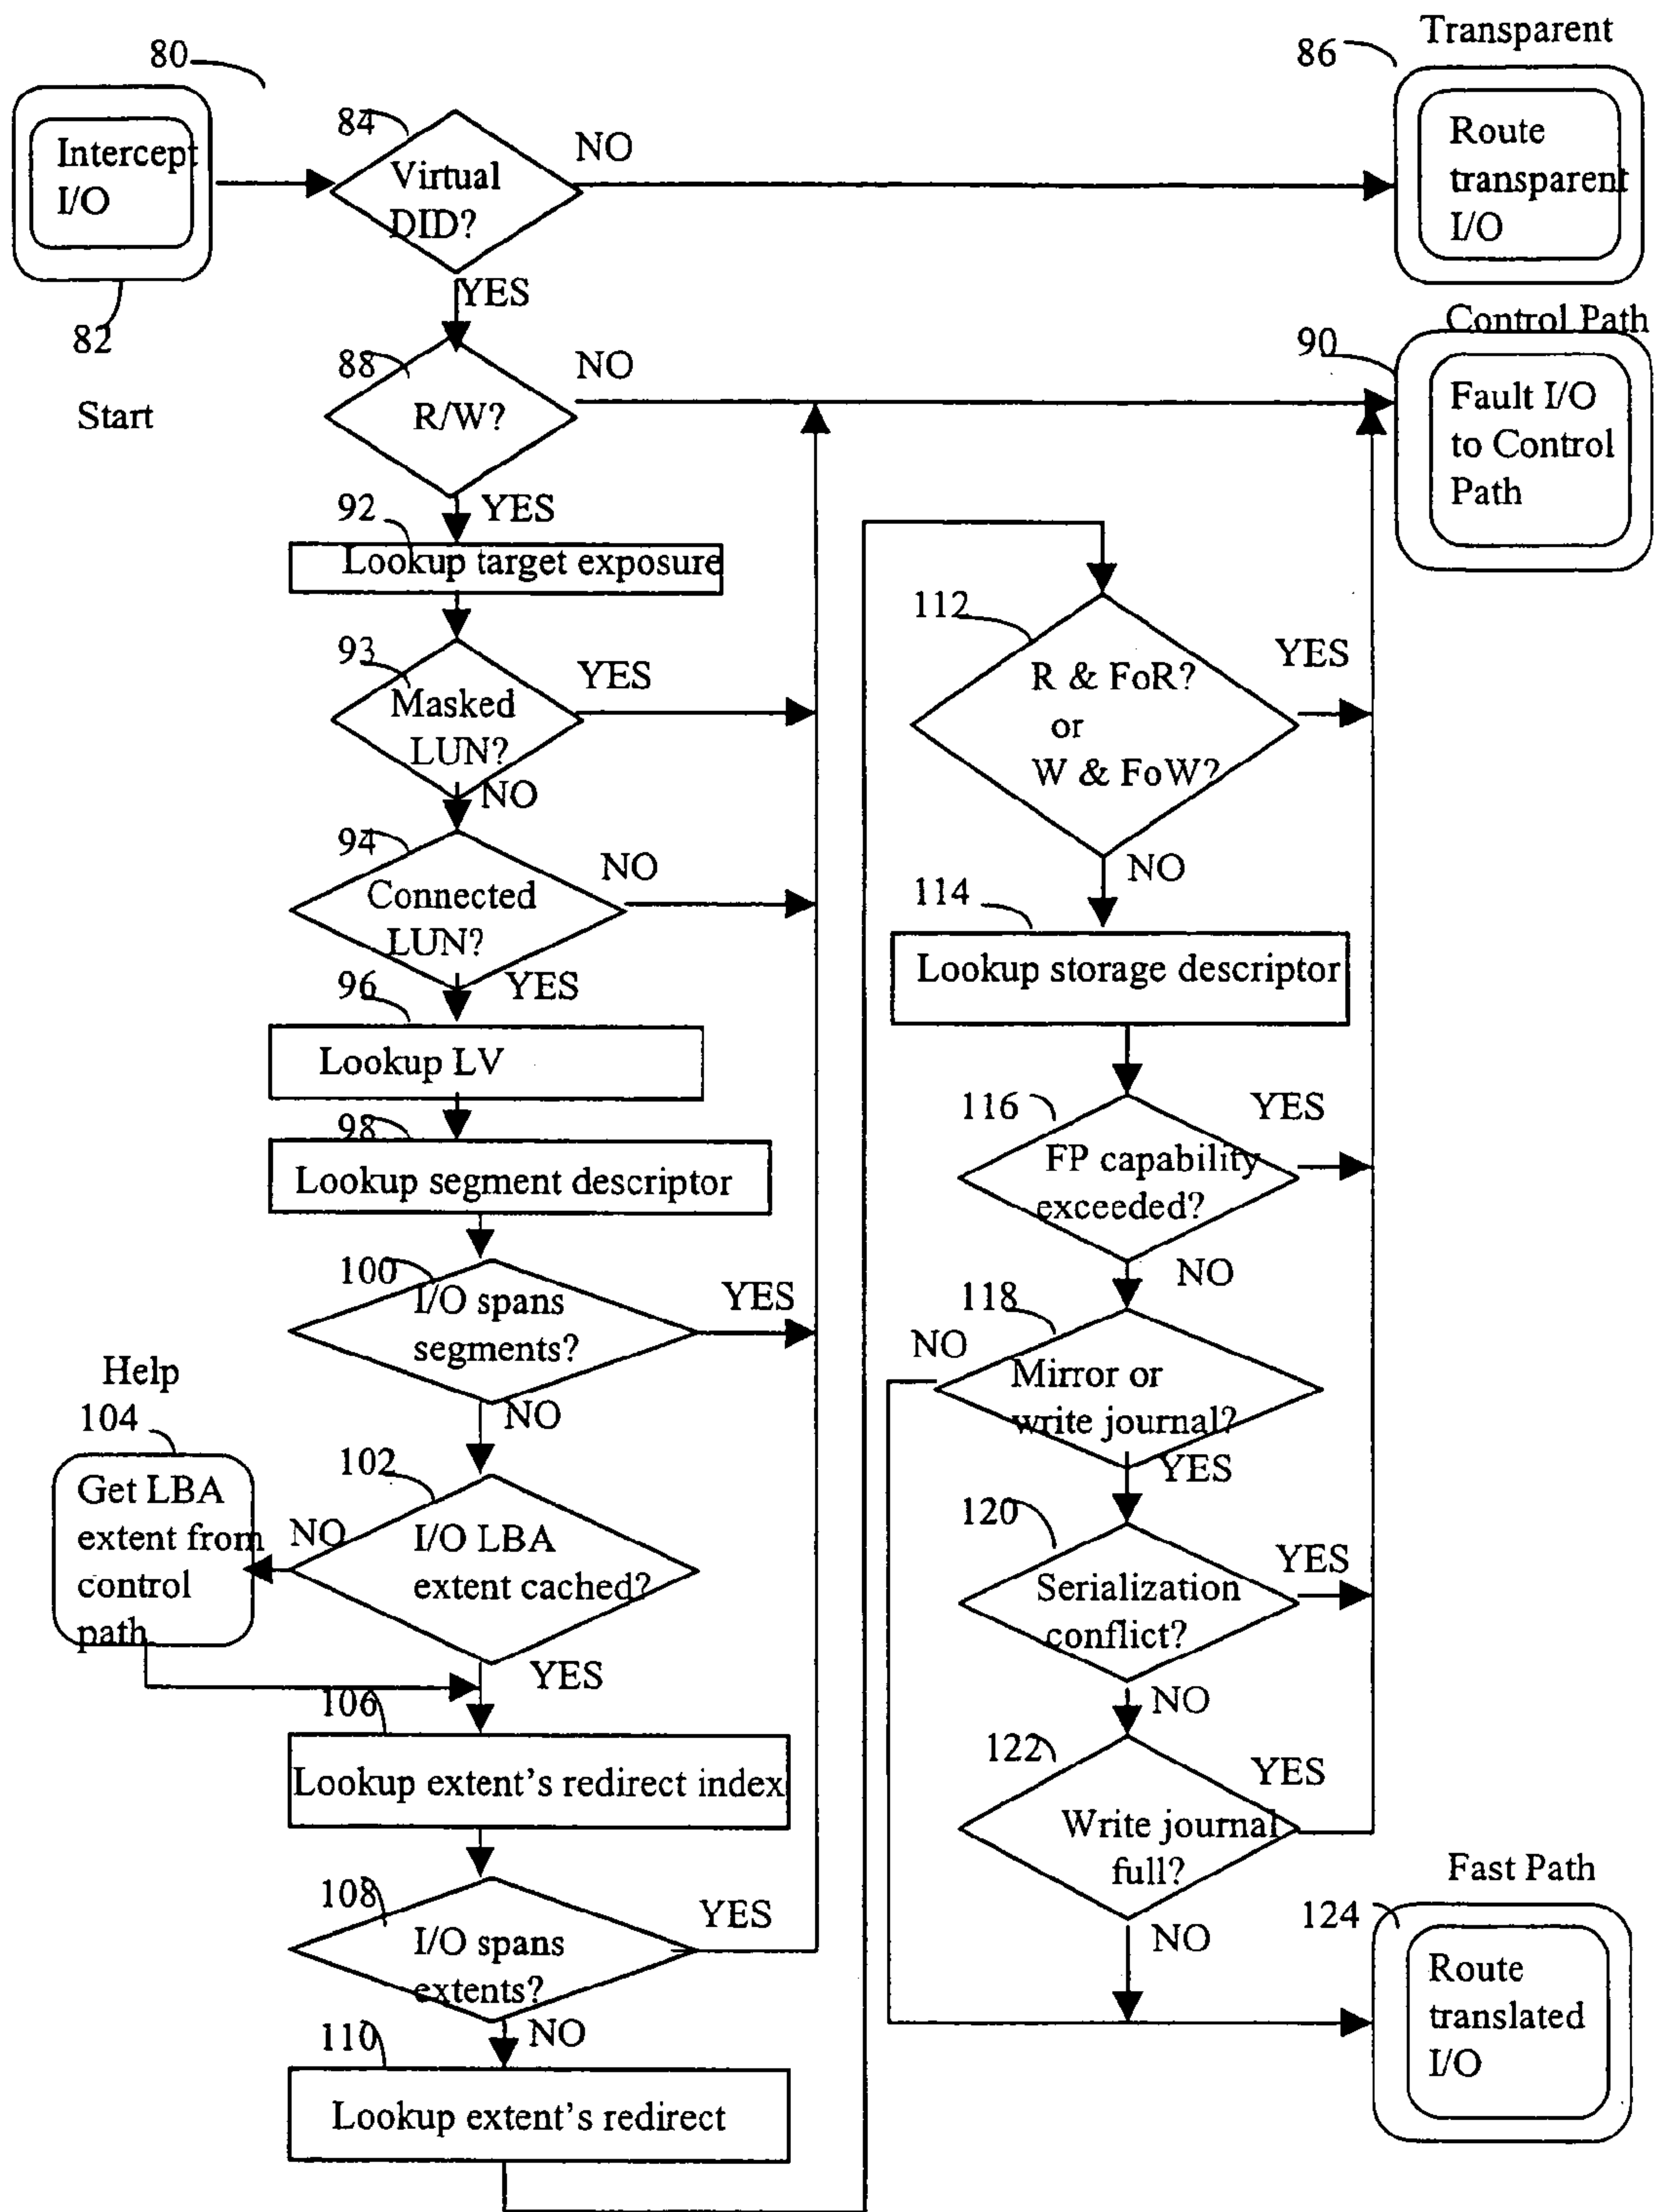 80
Intercept
I/O
82
Start
84
Virtual
DID?
NO
YES
Transparent
86
Route
transparent
I/O
88
R/W?
NO
YES
Control Path
90
Fault I/O
to Control
Path
92
Lookup target exposure
93
Masked
LUN?
YES
NO
94
Connected
LUN?
NO
YES
96
Lookup LV
98
Lookup segment descriptor
100
I/O spans
segments?
YES
NO
Help
104
Get LBA
extent from
control
path
102
I/O LBA
extent cached?
NO
YES
106
Lookup extent's redirect index
108
I/O spans
extents?
YES
NO
110
Lookup extent's redirect
112
R & FoR?
or
W & FoW?
YES
NO
114
Lookup storage descriptor
116
FP capability
exceeded?
YES
NO
118
Mirror or
write journal?
NO
YES
120
Serialization
conflict?
YES
NO
122
Write journal
full?
YES
NO
Fast Path
124
Route
translated
I/O